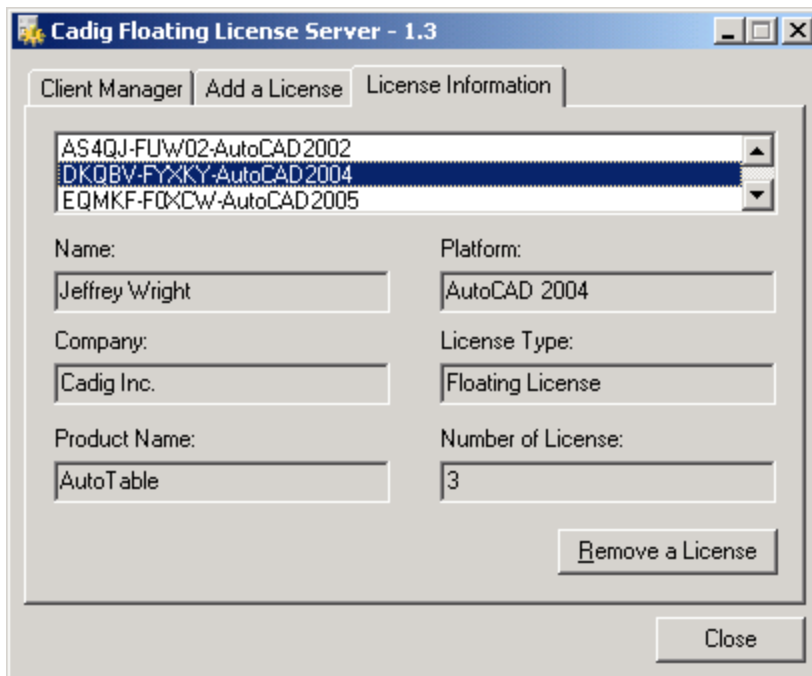 Cadig Floating License Server - 1.3
Client Manager Add a License License Information
AS4QJ-FUW02-AutoCAD2002
DKQBV-FYXKY-AutoCAD2004
EQMKF-F0XCW-AutoCAD2005
Name: Platform:
Jeffrey Wright AutoCAD 2004
Company: License Type:
Cadig Inc. Floating License
Product Name: Number of License:
AutoTable 3
Remove a License
Close